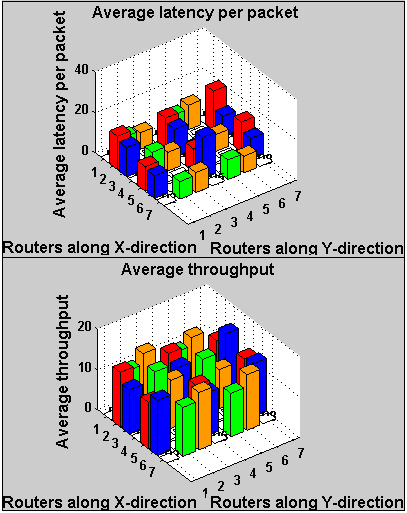 Average latency per packet
Average latency per packet
40
20
0
1 2 3 4 5 6 7
1 2 3 4 5 6 7
Routers along X-direction
Routers along Y-direction
Average throughput
Average throughput
20
10
0
1 2 3 4 5 6 7
1 2 3 4 5 6 7
Routers along X-direction
Routers along Y-direction